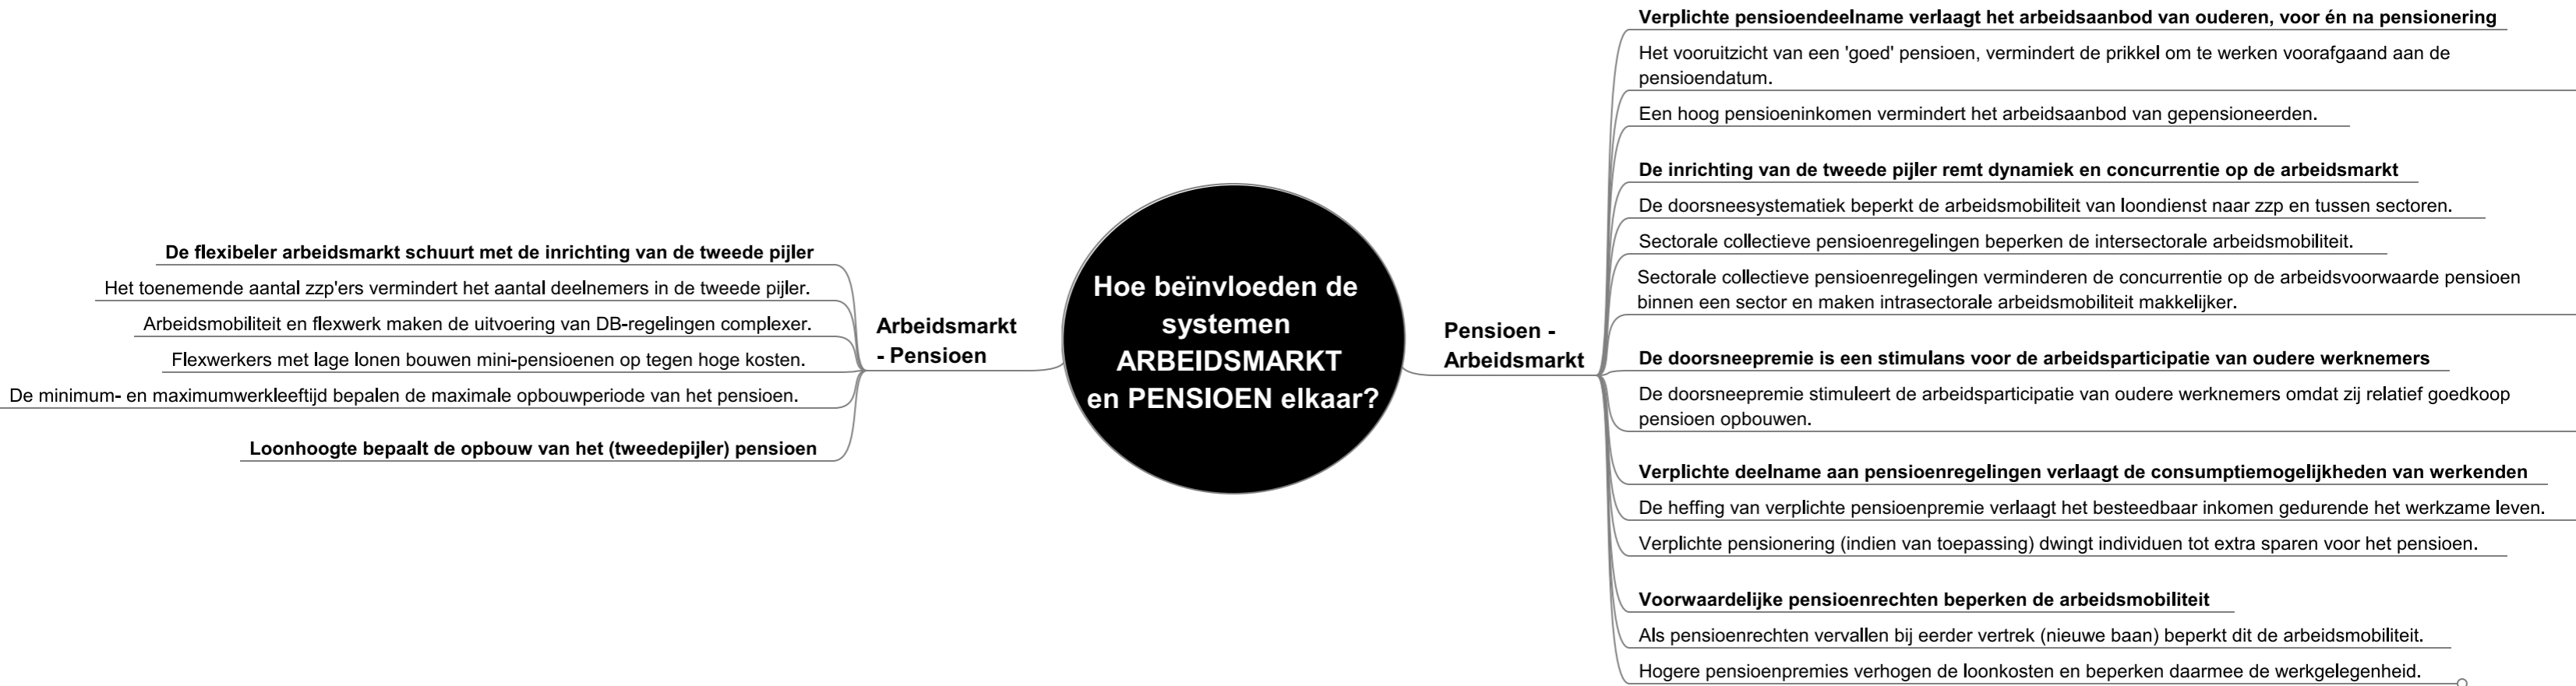 De flexibeler arbeidsmarkt schuurt met de inrichting van de tweede pijler
Het toenemende aantal zzp'ers vermindert het aantal deelnemers in de tweede pijler.
Arbeidsmobiliteit en flexwerk maken de uitvoering van DB-regelingen complexer.
Flexwerkers met lage lonen bouwen mini-pensioenen op tegen hoge kosten.
De minimum- en maximumwerkleeftijd bepalen de maximale opbouwperiode van het pensioen.
Loonhoogte bepaalt de opbouw van het (tweedepijler) pensioen
Arbeidsmarkt
- Pensioen
Hoe beïnvloeden de
systemen
ARBEIDSMARKT
en PENSIOEN elkaar?
Pensioen -
Arbeidsmarkt
Verplichte pensioendeelname verlaagt het arbeidsaanbod van ouderen, voor én na pensionering
Het vooruitzicht van een 'goed' pensioen, vermindert de prikkel om te werken voorafgaand aan de
pensioendatum.
Een hoog pensioeninkomen vermindert het arbeidsaanbod van gepensioneerden.
De inrichting van de tweede pijler remt dynamiek en concurrentie op de arbeidsmarkt
De doorsneesystematiek beperkt de arbeidsmobiliteit van loondienst naar zzp en tussen sectoren.
Sectorale collectieve pensioenregelingen beperken de intersectorale arbeidsmobiliteit.
Sectorale collectieve pensioenregelingen verminderen de concurrentie op de arbeidsvoorwaarde pensioen
binnen een sector en maken intrasectorale arbeidsmobiliteit makkelijker.
De doorsneepremie is een stimulans voor de arbeidsparticipatie van oudere werknemers
De doorsneepremie stimuleert de arbeidsparticipatie van oudere werknemers omdat zij relatief goedkoop
pensioen opbouwen.
Verplichte deelname aan pensioenregelingen verlaagt de consumptiemogelijkheden van werkenden
De heffing van verplichte pensioenpremie verlaagt het besteedbaar inkomen gedurende het werkzame leven.
Verplichte pensionering (indien van toepassing) dwingt individuen tot extra sparen voor het pensioen.
Voorwaardelijke pensioenrechten beperken de arbeidsmobiliteit
Als pensioenrechten vervallen bij eerder vertrek (nieuwe baan) beperkt dit de arbeidsmobiliteit.
Hogere pensioenpremies verhogen de loonkosten en beperken daarmee de werkgelegenheid.